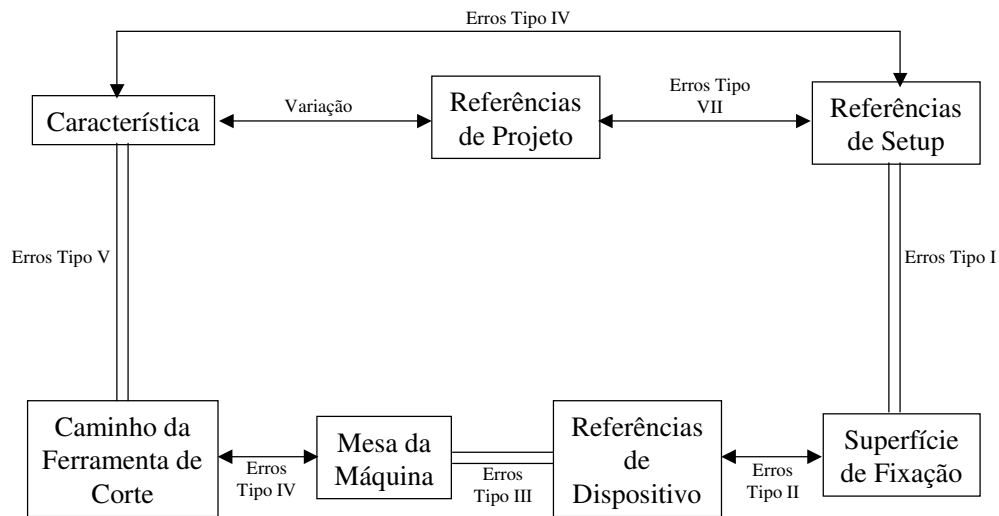 Erros Tipo IV
Característica
Variação
Referências
de Projeto
Erros Tipo
VII
Referências
de Setup
Erros Tipo V
Erros Tipo I
Caminho da
Ferramenta de
Corte
Erros
Tipo IV
Mesa da
Máquina
Erros
Tipo III
Referências
de
Dispositivo
Erros
Tipo II
Superfície
de Fixação